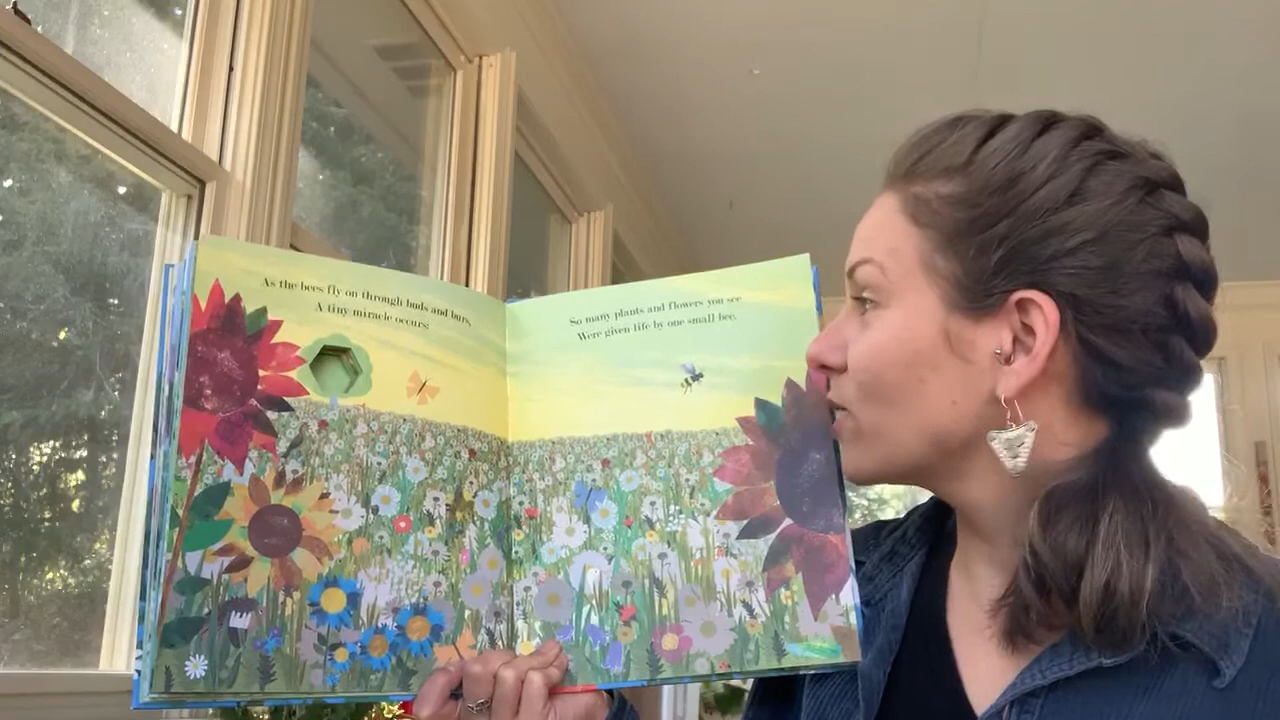 As the bees fly on through buds and burs,
A tiny miracle occurs:
So many plants and flowers you see
Were given life by one small bee.